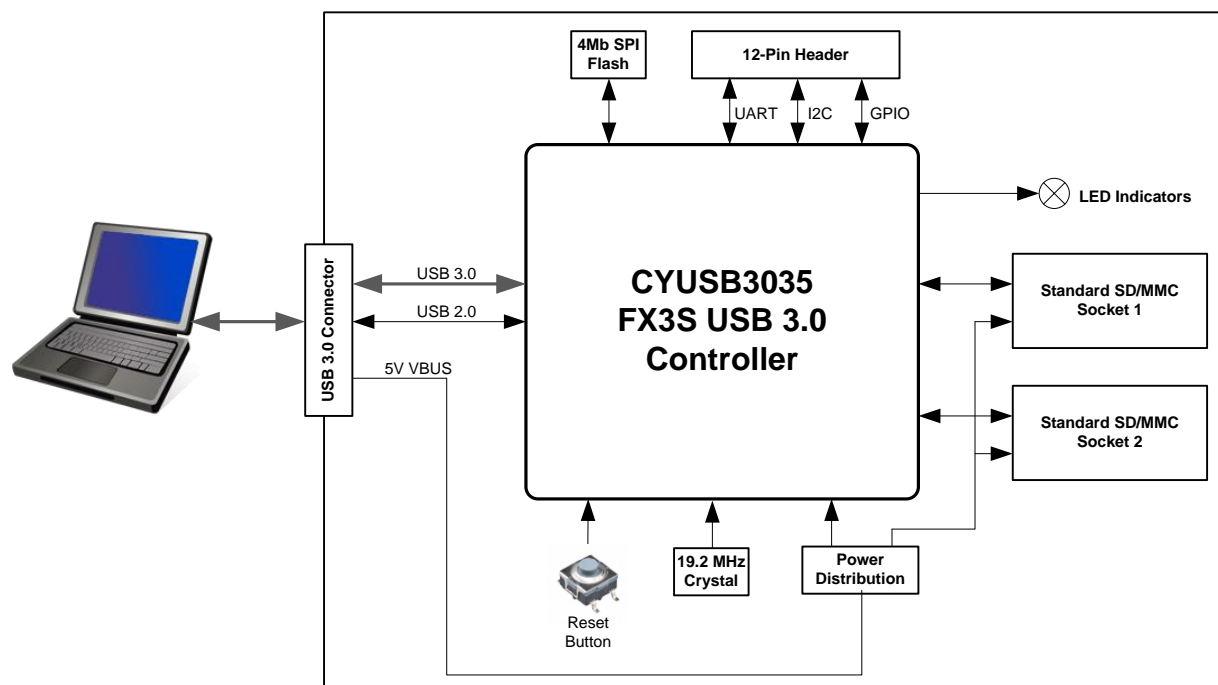 4Mb SPI
Flash
12-Pin Header
UART
I2C
GPIO
LED Indicators
USB 3.0 Connector
USB 3.0
USB 2.0
5V VBUS
CYUSB3035
FX3S USB 3.0
Controller
Standard SD/MMC
Socket 1
Standard SD/MMC
Socket 2
Reset
Button
19.2 MHz
Crystal
Power
Distribution